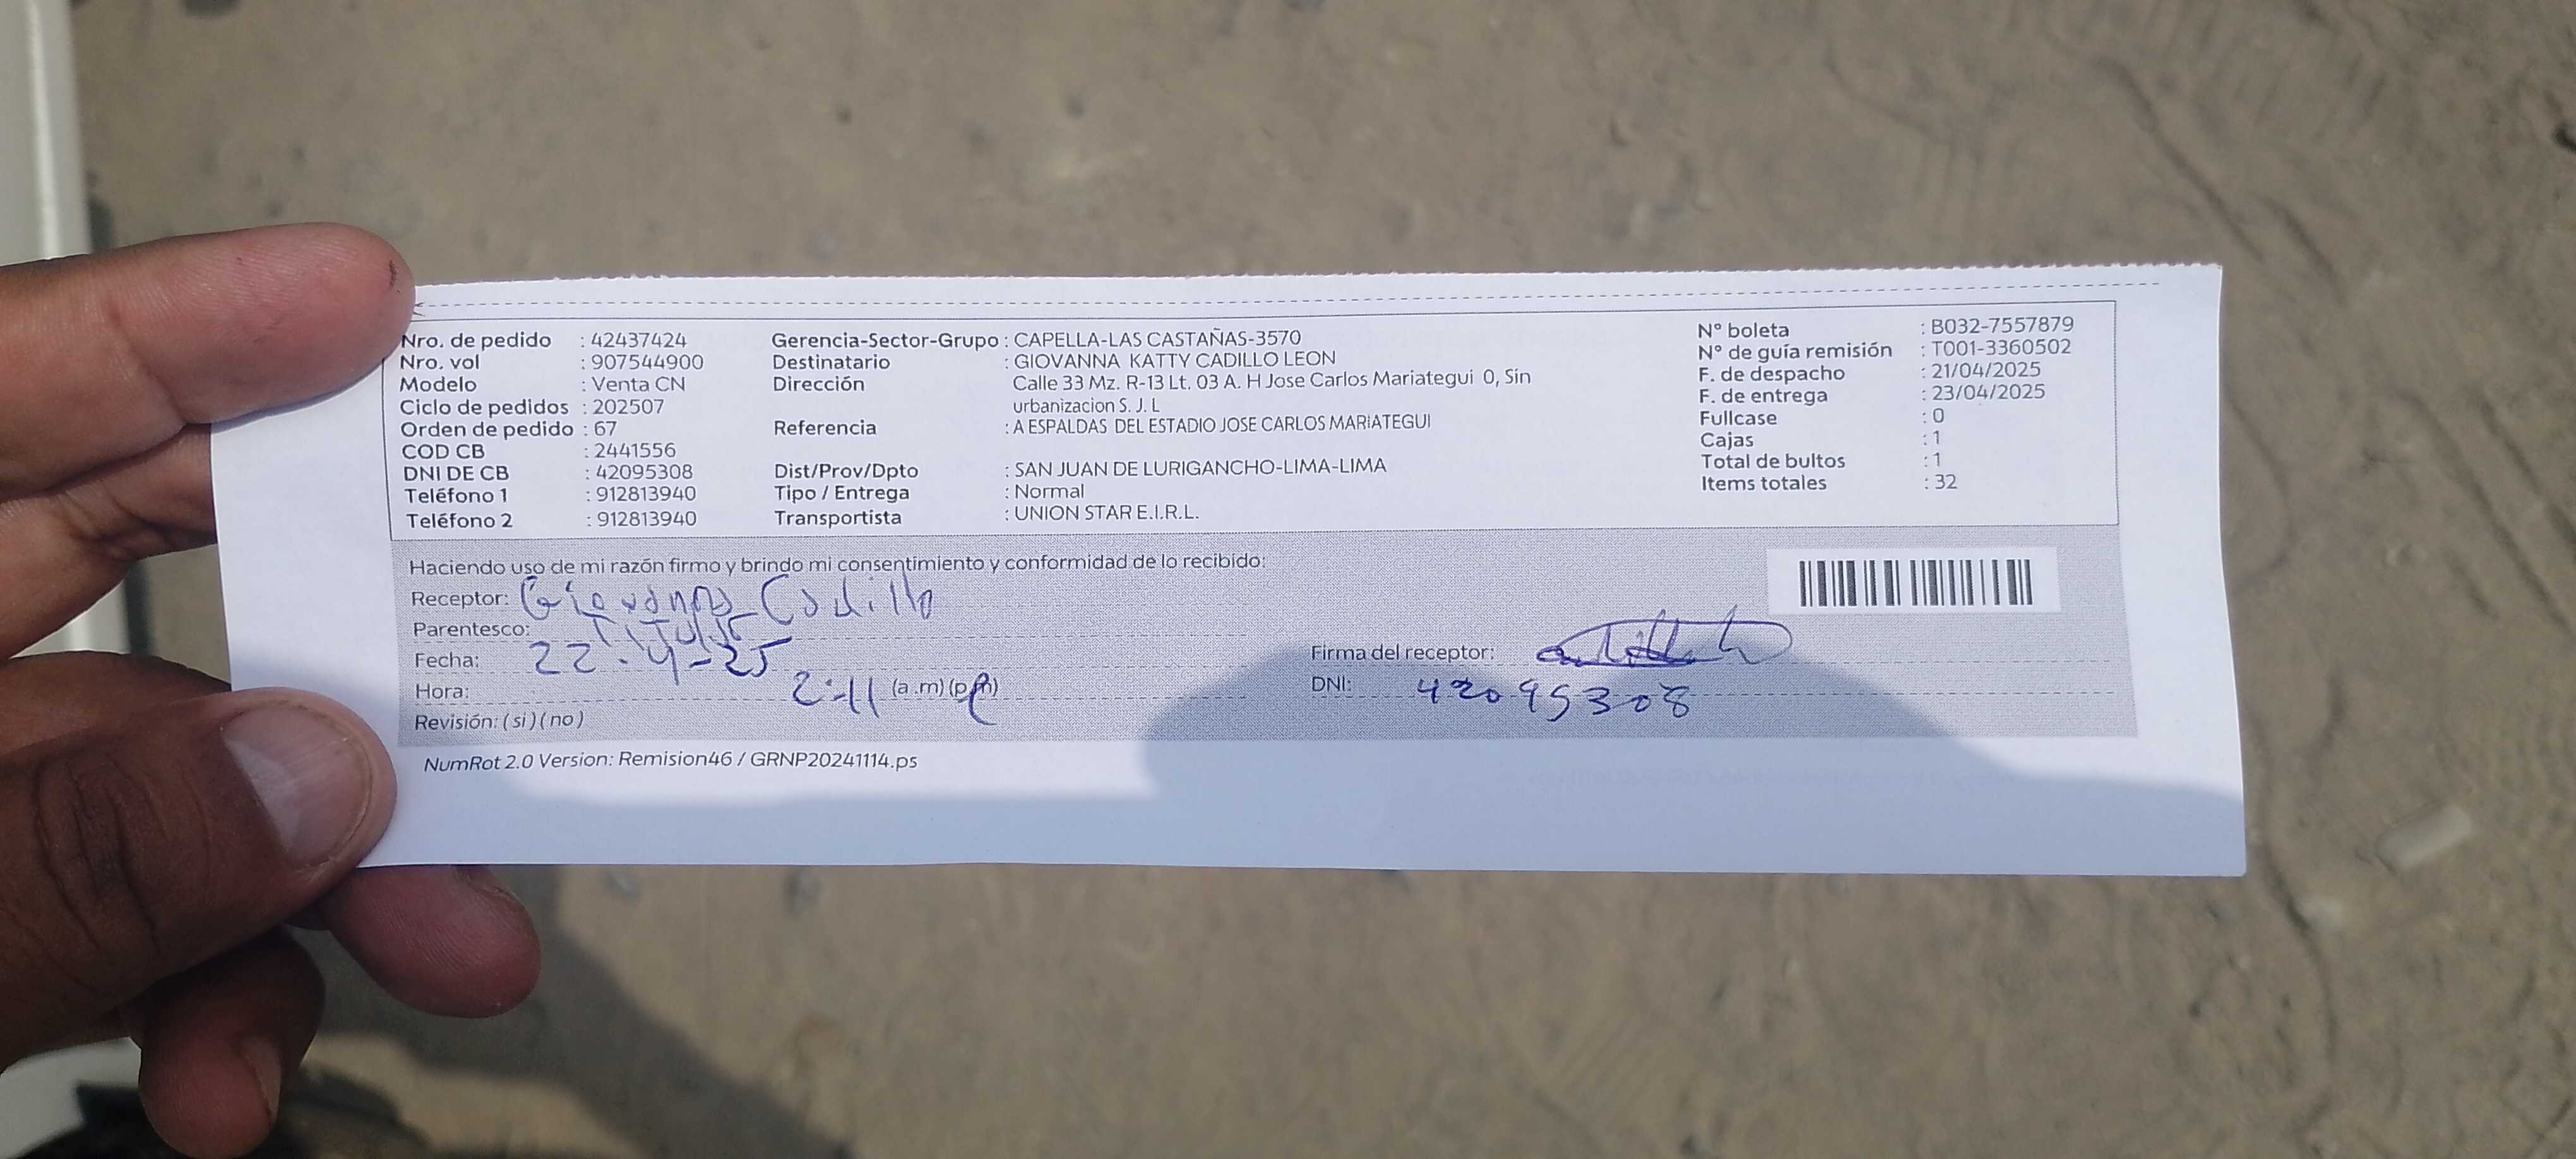 Nro. de pedido : 42437424
Nro. vol : 907544900
Modelo : Venta CN
Ciclo de pedidos : 202507
Orden de pedido : 67
COD CB : 2441556
DNI DE CB : 42095308
Teléfono 1 : 912813940
Teléfono 2 : 912813940
Gerencia-Sector-Grupo : CAPELLA-LAS CASTAÑAS-3570
Destinatario : GIOVANNA KATTY CADILLO LEON
Dirección Calle 33 Mz. R-13 Lt. 03 A. H Jose Carlos Mariategui 0, Sin
urbanizacion S. J. L
Referencia : A ESPALDAS DEL ESTADIO JOSE CARLOS MARIATEGUI
Dist/Prov/Dpto : SAN JUAN DE LURIGANCHO-LIMA-LIMA
Tipo / Entrega : Normal
Transportista : UNION STAR E.I.R.L.
N° boleta : B032-7557879
N° de guía remisión : T001-3360502
F. de despacho : 21/04/2025
F. de entrega : 23/04/2025
Fullcase : 0
Cajas : 1
Total de bultos : 1
Items totales : 32
Haciendo uso de mi razón firmo y brindo mi consentimiento y conformidad de lo recibido:
Receptor: Giovanna Cadillo
Parentesco: Titular
Fecha: 22-4-25
Hora: 2:11 (a.m) (p.m)
Revisión: (si) (no)
Firma del receptor:
DNI: 42095308
NumRot 2.0 Version: Remision46 / GRNP20241114.ps